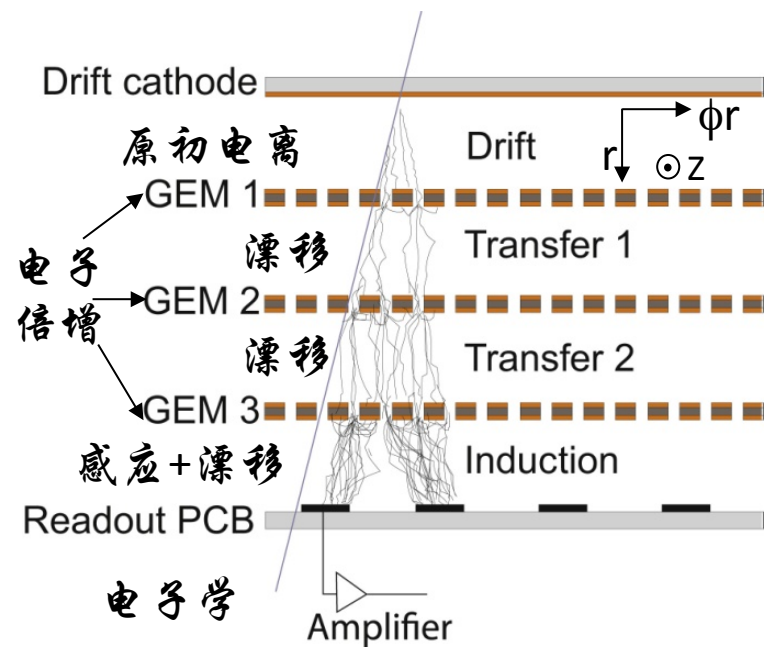 Drift cathode
ϕr
原初电离
Drift
r
⊙z
GEM 1
漂移
Transfer 1
电子
倍增
GEM 2
漂移
Transfer 2
GEM 3
感应+漂移
Induction
Readout PCB
电子学
Amplifier